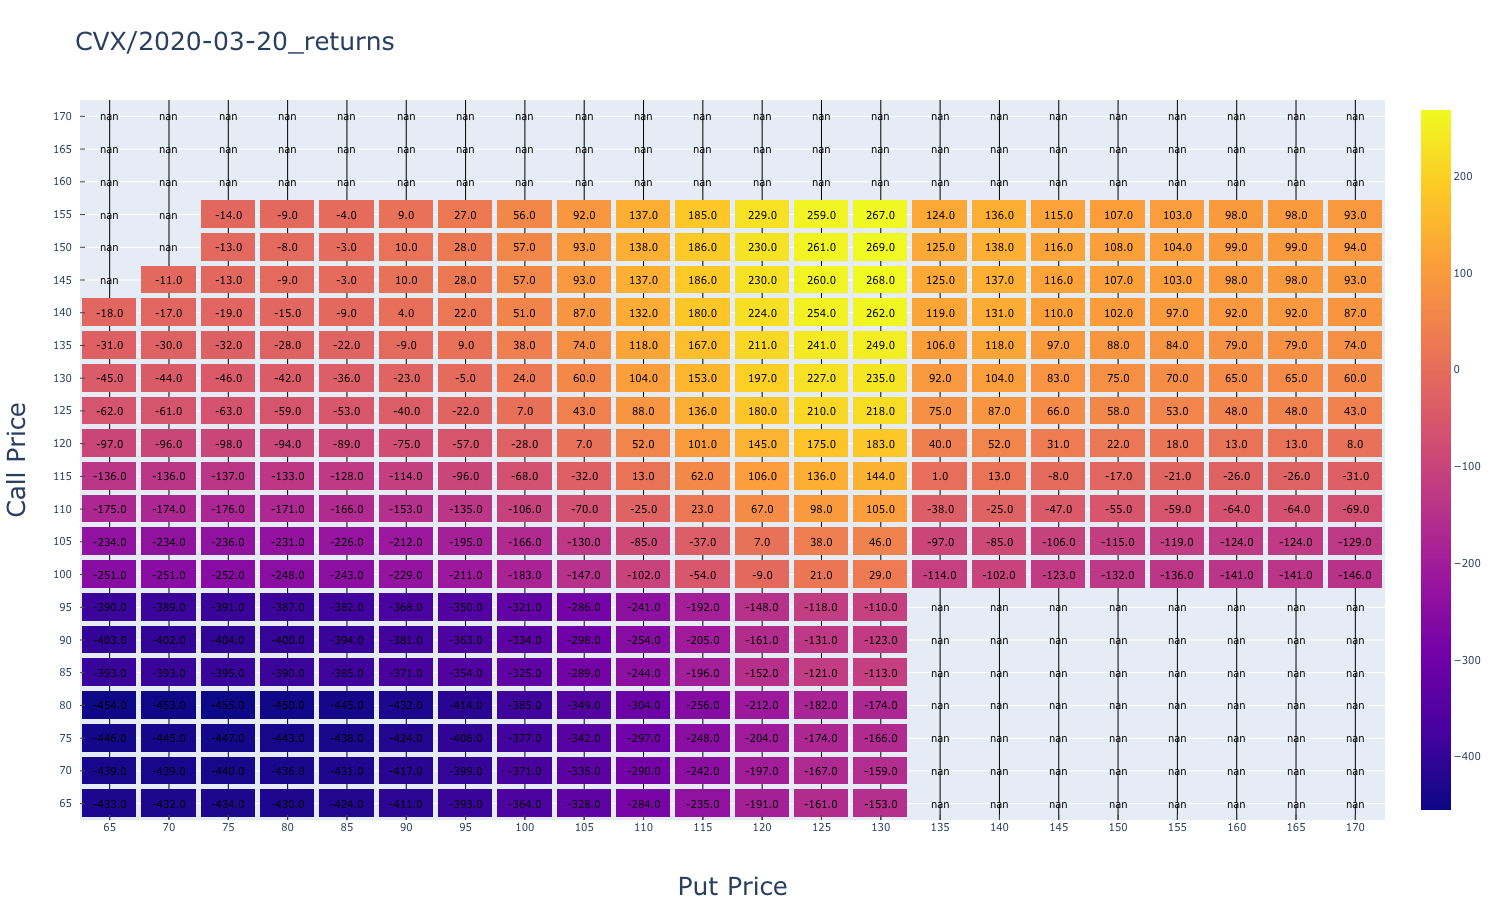 CVX/2020-03-20_returns
170 nan nan nan nan nan nan nan nan nan nan nan nan nan nan nan nan nan nan nan nan nan nan
165 nan nan nan nan nan nan nan nan nan nan nan nan nan nan nan nan nan nan nan nan nan nan
160 nan nan nan nan nan nan nan nan nan nan nan nan nan nan nan nan nan nan nan nan nan nan
155 nan nan -14.0 -9.0 -4.0 9.0 27.0 56.0 92.0 137.0 185.0 229.0 259.0 267.0 124.0 136.0 115.0 107.0 103.0 98.0 98.0 93.0
150 nan nan -13.0 -8.0 -3.0 10.0 28.0 57.0 93.0 138.0 186.0 230.0 261.0 269.0 125.0 138.0 116.0 108.0 104.0 99.0 99.0 94.0
145 nan -11.0 -13.0 -9.0 -3.0 10.0 28.0 57.0 93.0 137.0 186.0 230.0 260.0 268.0 125.0 137.0 116.0 107.0 103.0 98.0 98.0 93.0
140 -18.0 -17.0 -19.0 -15.0 -9.0 4.0 22.0 51.0 87.0 132.0 180.0 224.0 254.0 262.0 119.0 131.0 110.0 102.0 97.0 92.0 92.0 87.0
135 -31.0 -30.0 -32.0 -28.0 -22.0 -9.0 9.0 38.0 74.0 118.0 167.0 211.0 241.0 249.0 106.0 118.0 97.0 88.0 84.0 79.0 79.0 74.0
130 -45.0 -44.0 -46.0 -42.0 -36.0 -23.0 -5.0 24.0 60.0 104.0 153.0 197.0 227.0 235.0 92.0 104.0 83.0 75.0 70.0 65.0 65.0 60.0
125 -62.0 -61.0 -63.0 -59.0 -53.0 -40.0 -22.0 7.0 43.0 88.0 136.0 180.0 210.0 218.0 75.0 87.0 66.0 58.0 53.0 48.0 48.0 43.0
120 -97.0 -96.0 -98.0 -94.0 -89.0 -75.0 -57.0 -28.0 7.0 52.0 101.0 145.0 175.0 183.0 40.0 52.0 31.0 22.0 18.0 13.0 13.0 8.0
115 -136.0 -136.0 -137.0 -133.0 -128.0 -114.0 -96.0 -68.0 -32.0 13.0 62.0 106.0 136.0 144.0 1.0 13.0 -8.0 -17.0 -21.0 -26.0 -26.0 -31.0
110 -175.0 -174.0 -176.0 -171.0 -166.0 -153.0 -135.0 -106.0 -70.0 -25.0 23.0 67.0 98.0 105.0 -38.0 -25.0 -47.0 -55.0 -59.0 -64.0 -64.0 -69.0
105 -234.0 -234.0 -236.0 -231.0 -226.0 -212.0 -195.0 -166.0 -130.0 -85.0 -37.0 7.0 38.0 46.0 -97.0 -85.0 -106.0 -115.0 -119.0 -124.0 -124.0 -129.0
100 -251.0 -251.0 -252.0 -248.0 -243.0 -229.0 -211.0 -183.0 -147.0 -102.0 -54.0 -9.0 21.0 29.0 -114.0 -102.0 -123.0 -132.0 -136.0 -141.0 -141.0 -146.0
95 -390.0 -389.0 -391.0 -387.0 -382.0 -368.0 -350.0 -321.0 -286.0 -241.0 -192.0 -148.0 -118.0 -110.0 nan nan nan nan nan nan nan nan
90 -403.0 -402.0 -404.0 -400.0 -394.0 -381.0 -363.0 -334.0 -298.0 -254.0 -205.0 -161.0 -131.0 -123.0 nan nan nan nan nan nan nan nan
85 -393.0 -393.0 -395.0 -390.0 -385.0 -371.0 -354.0 -325.0 -289.0 -244.0 -196.0 -152.0 -121.0 -113.0 nan nan nan nan nan nan nan nan
80 -454.0 -453.0 -455.0 -450.0 -445.0 -432.0 -414.0 -385.0 -349.0 -304.0 -256.0 -212.0 -182.0 -174.0 nan nan nan nan nan nan nan nan
75 -446.0 -445.0 -447.0 -443.0 -438.0 -424.0 -406.0 -377.0 -342.0 -297.0 -248.0 -204.0 -174.0 -166.0 nan nan nan nan nan nan nan nan
70 -439.0 -439.0 -440.0 -436.0 -431.0 -417.0 -399.0 -371.0 -335.0 -290.0 -242.0 -197.0 -167.0 -159.0 nan nan nan nan nan nan nan nan
65 -433.0 -432.0 -434.0 -430.0 -424.0 -411.0 -393.0 -364.0 -328.0 -284.0 -235.0 -191.0 -161.0 -153.0 nan nan nan nan nan nan nan nan
65 70 75 80 85 90 95 100 105 110 115 120 125 130 135 140 145 150 155 160 165 170
Put Price
Call Price
200
100
0
−100
−200
−300
−400